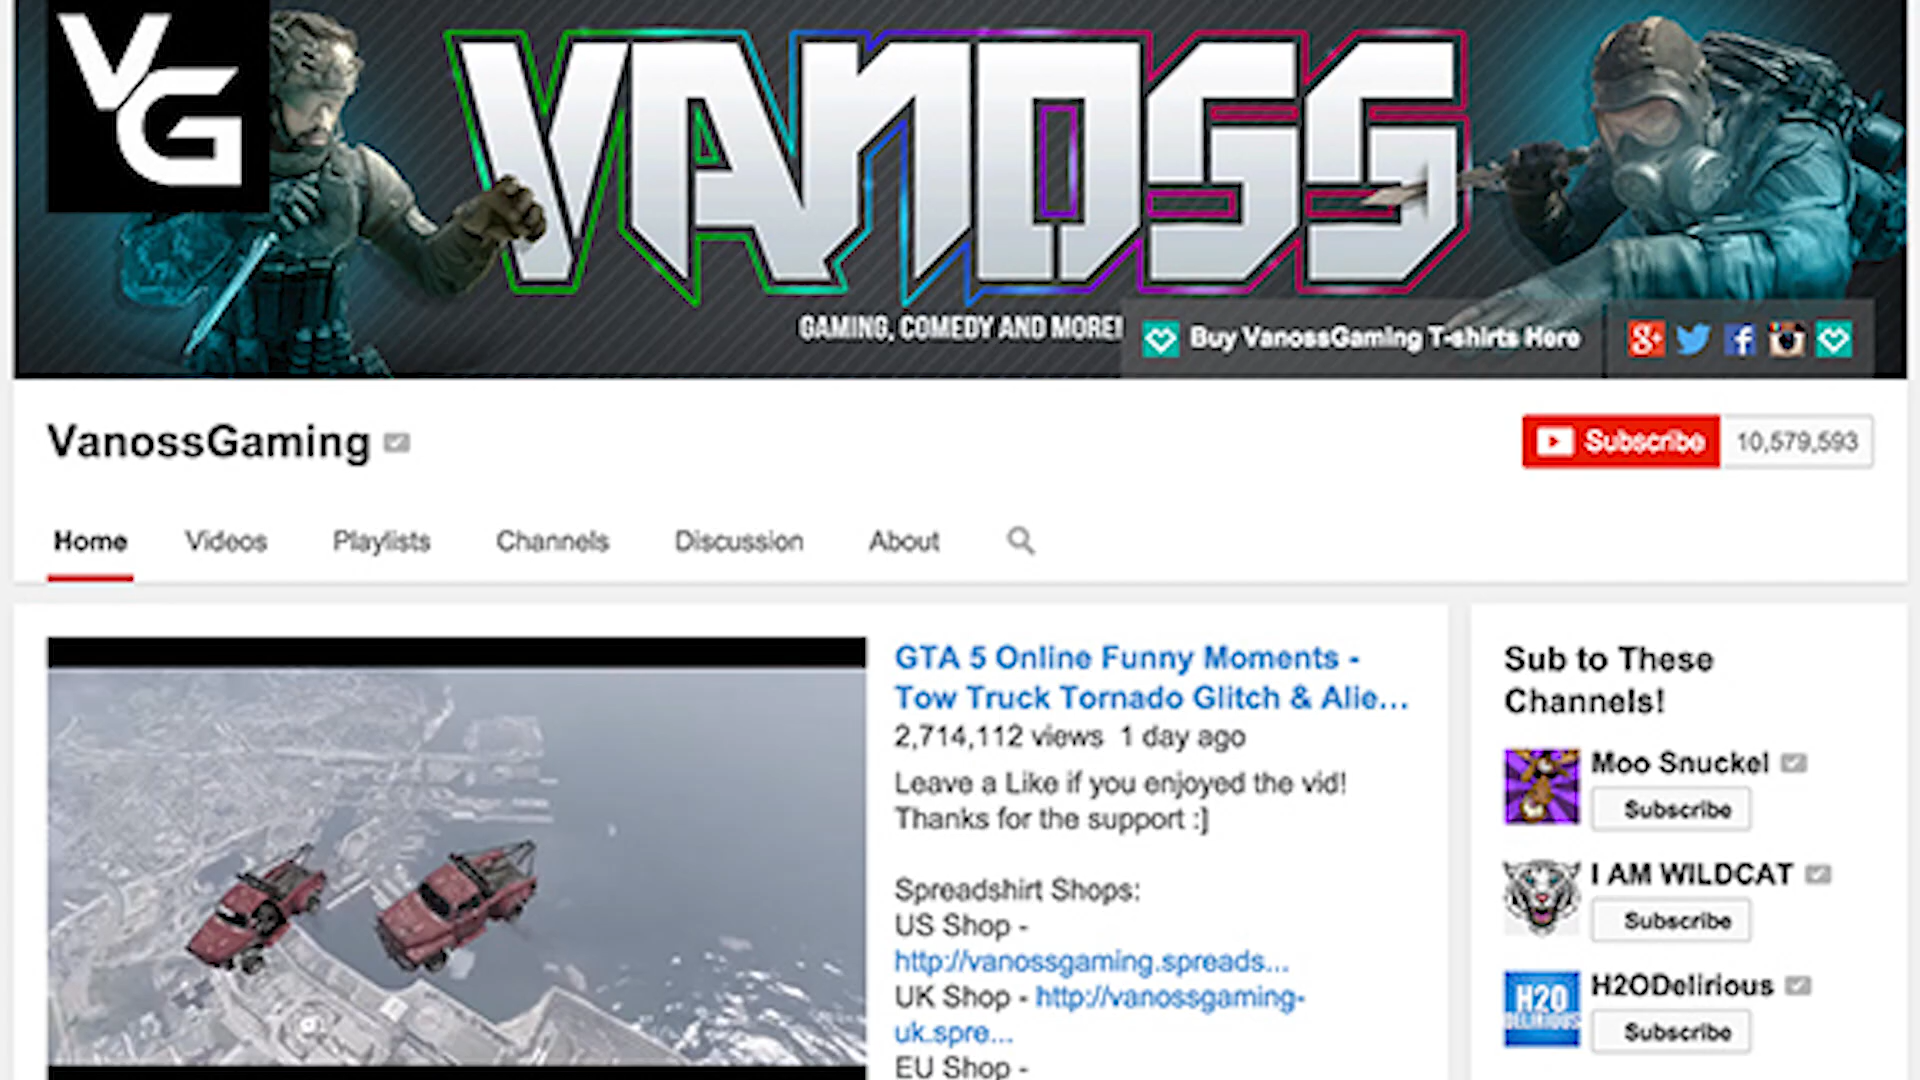 VG
VANOSS
GAMING, COMEDY AND MORE!
Buy VanossGaming T-shirts Here
g+
f
VanossGaming
Subscribe 10,579,593
Home Videos Playlists Channels Discussion About
GTA 5 Online Funny Moments -
Tow Truck Tornado Glitch & Alie...
2,714,112 views 1 day ago
Leave a Like if you enjoyed the vid!
Thanks for the support :]
Spreadshirt Shops:
US Shop -
http://vanossgaming.spreads...
UK Shop - http://vanossgaming-
uk.spre...
EU Shop -
Sub to These
Channels!
Moo Snuckel
Subscribe
I AM WILDCAT
Subscribe
H2O
DELIRIOUS
H2ODelirious
Subscribe